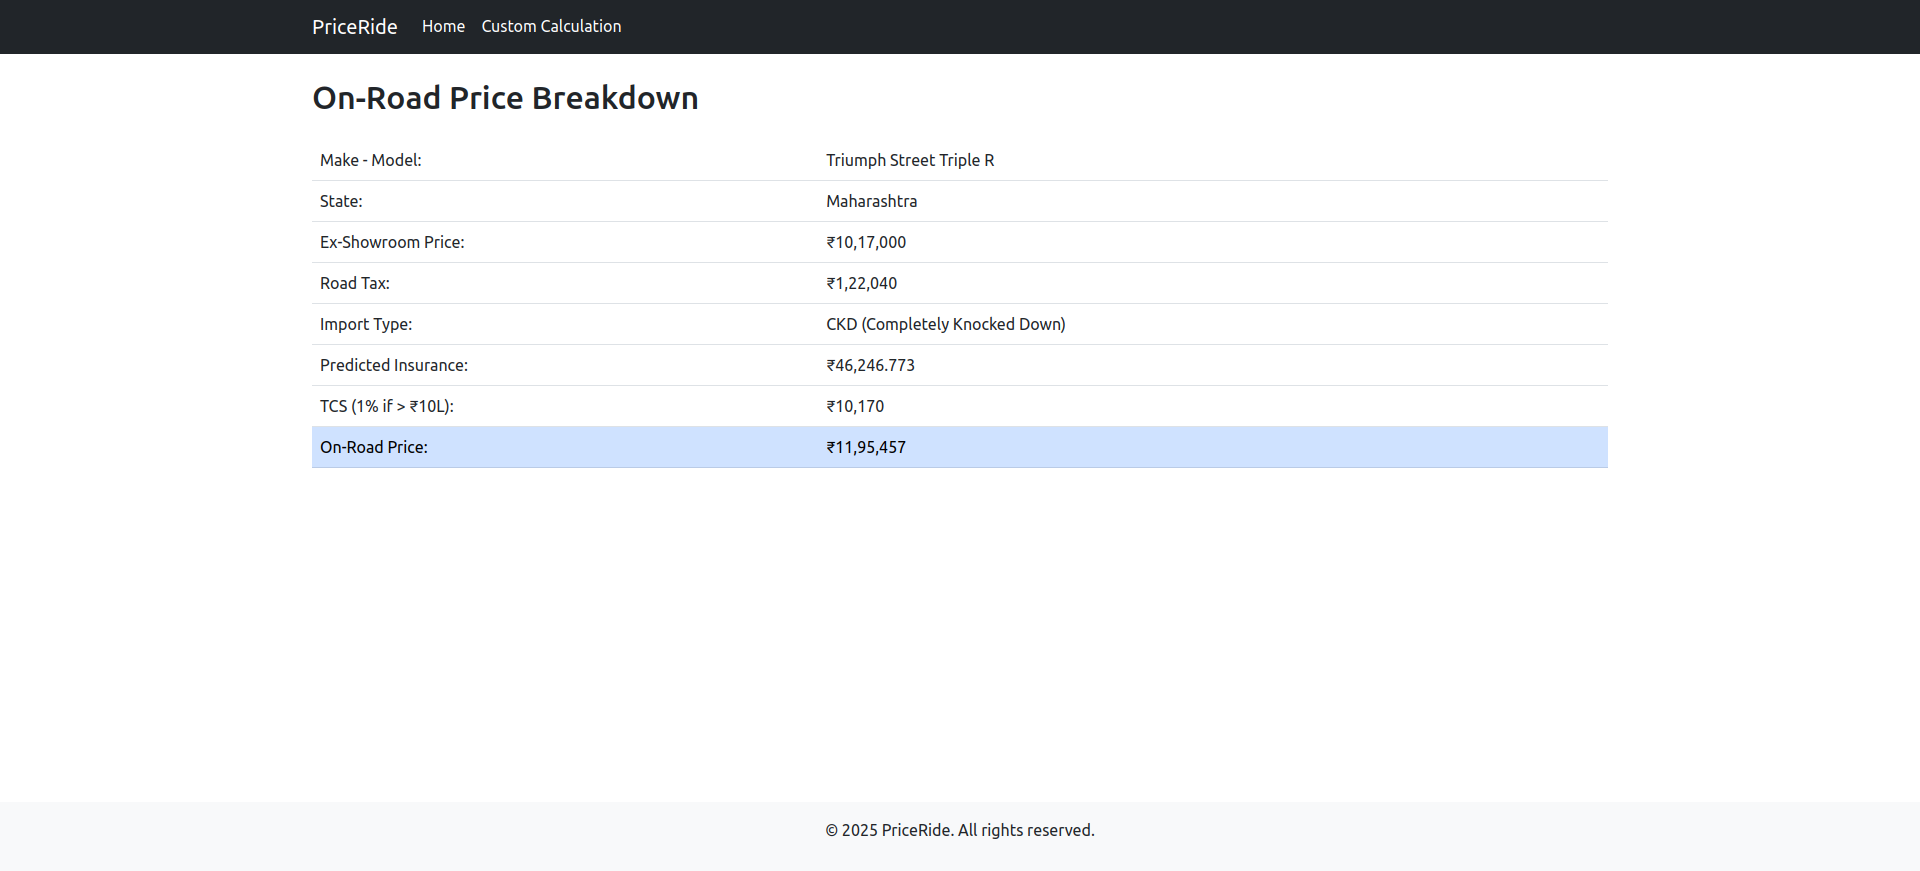 PriceRide Home Custom Calculation
On-Road Price Breakdown
Make - Model: Triumph Street Triple R
State: Maharashtra
Ex-Showroom Price: ₹10,17,000
Road Tax: ₹1,22,040
Import Type: CKD (Completely Knocked Down)
Predicted Insurance: ₹46,246.773
TCS (1% if > ₹10L): ₹10,170
On-Road Price: ₹11,95,457
© 2025 PriceRide. All rights reserved.